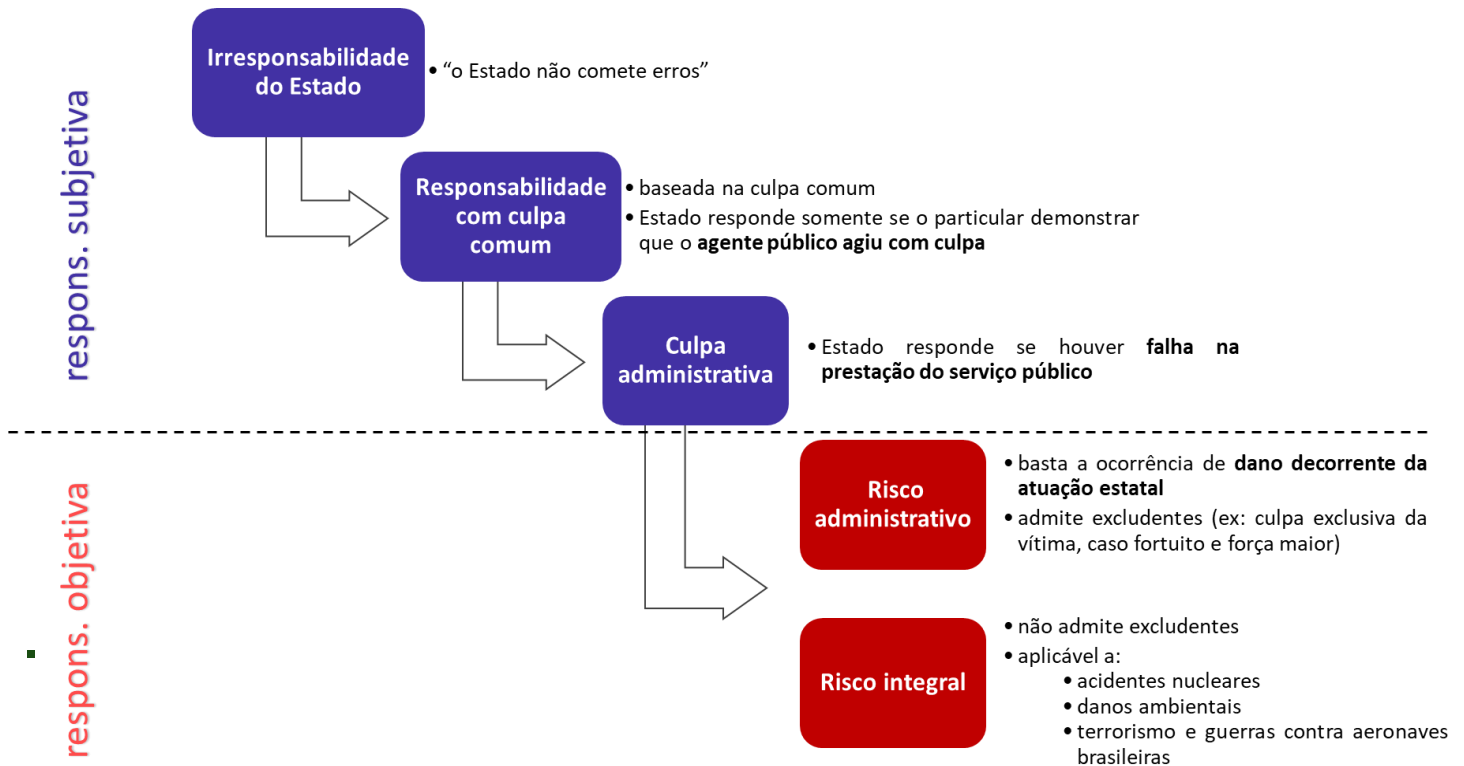 respons. subjetiva
Irresponsabilidade
do Estado
• “o Estado não comete erros”
Responsabilidade
com culpa
comum
• baseada na culpa comum
• Estado responde somente se o particular demonstrar
que o agente público agiu com culpa
Culpa
administrativa
• Estado responde se houver falha na
prestação do serviço público
respons. objetiva
Risco
administrativo
• basta a ocorrência de dano decorrente da
atuação estatal
• admite excludentes (ex: culpa exclusiva da
vítima, caso fortuito e força maior)
Risco integral
• não admite excludentes
• aplicável a:
• acidentes nucleares
• danos ambientais
• terrorismo e guerras contra aeronaves
brasileiras